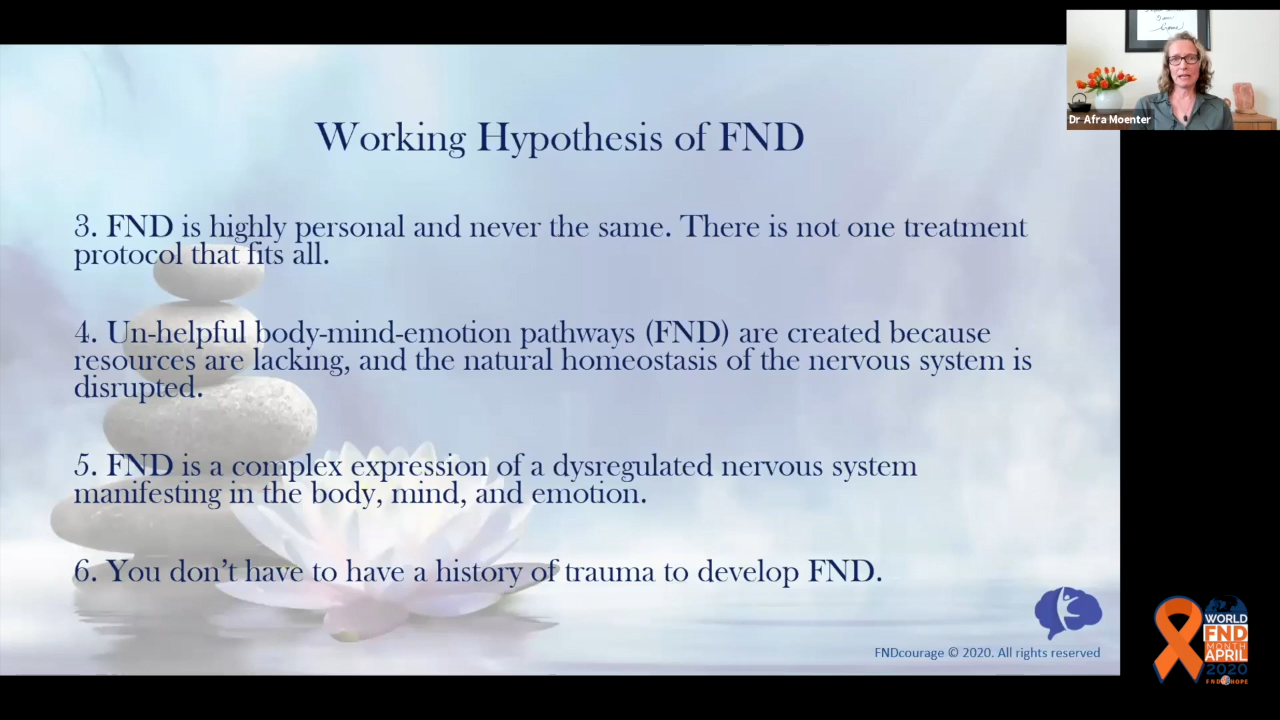 Working Hypothesis of FND
3. FND is highly personal and never the same. There is not one treatment
protocol that fits all.
4. Un-helpful body-mind-emotion pathways (FND) are created because
resources are lacking, and the natural homeostasis of the nervous system is
disrupted.
5. FND is a complex expression of a dysregulated nervous system
manifesting in the body, mind, and emotion.
6. You don't have to have a history of trauma to develop FND.
FNDcourage © 2020. All rights reserved
Dr Afra Moenter
WORLD
FND
MONTH
APRIL
2020
FND HOPE